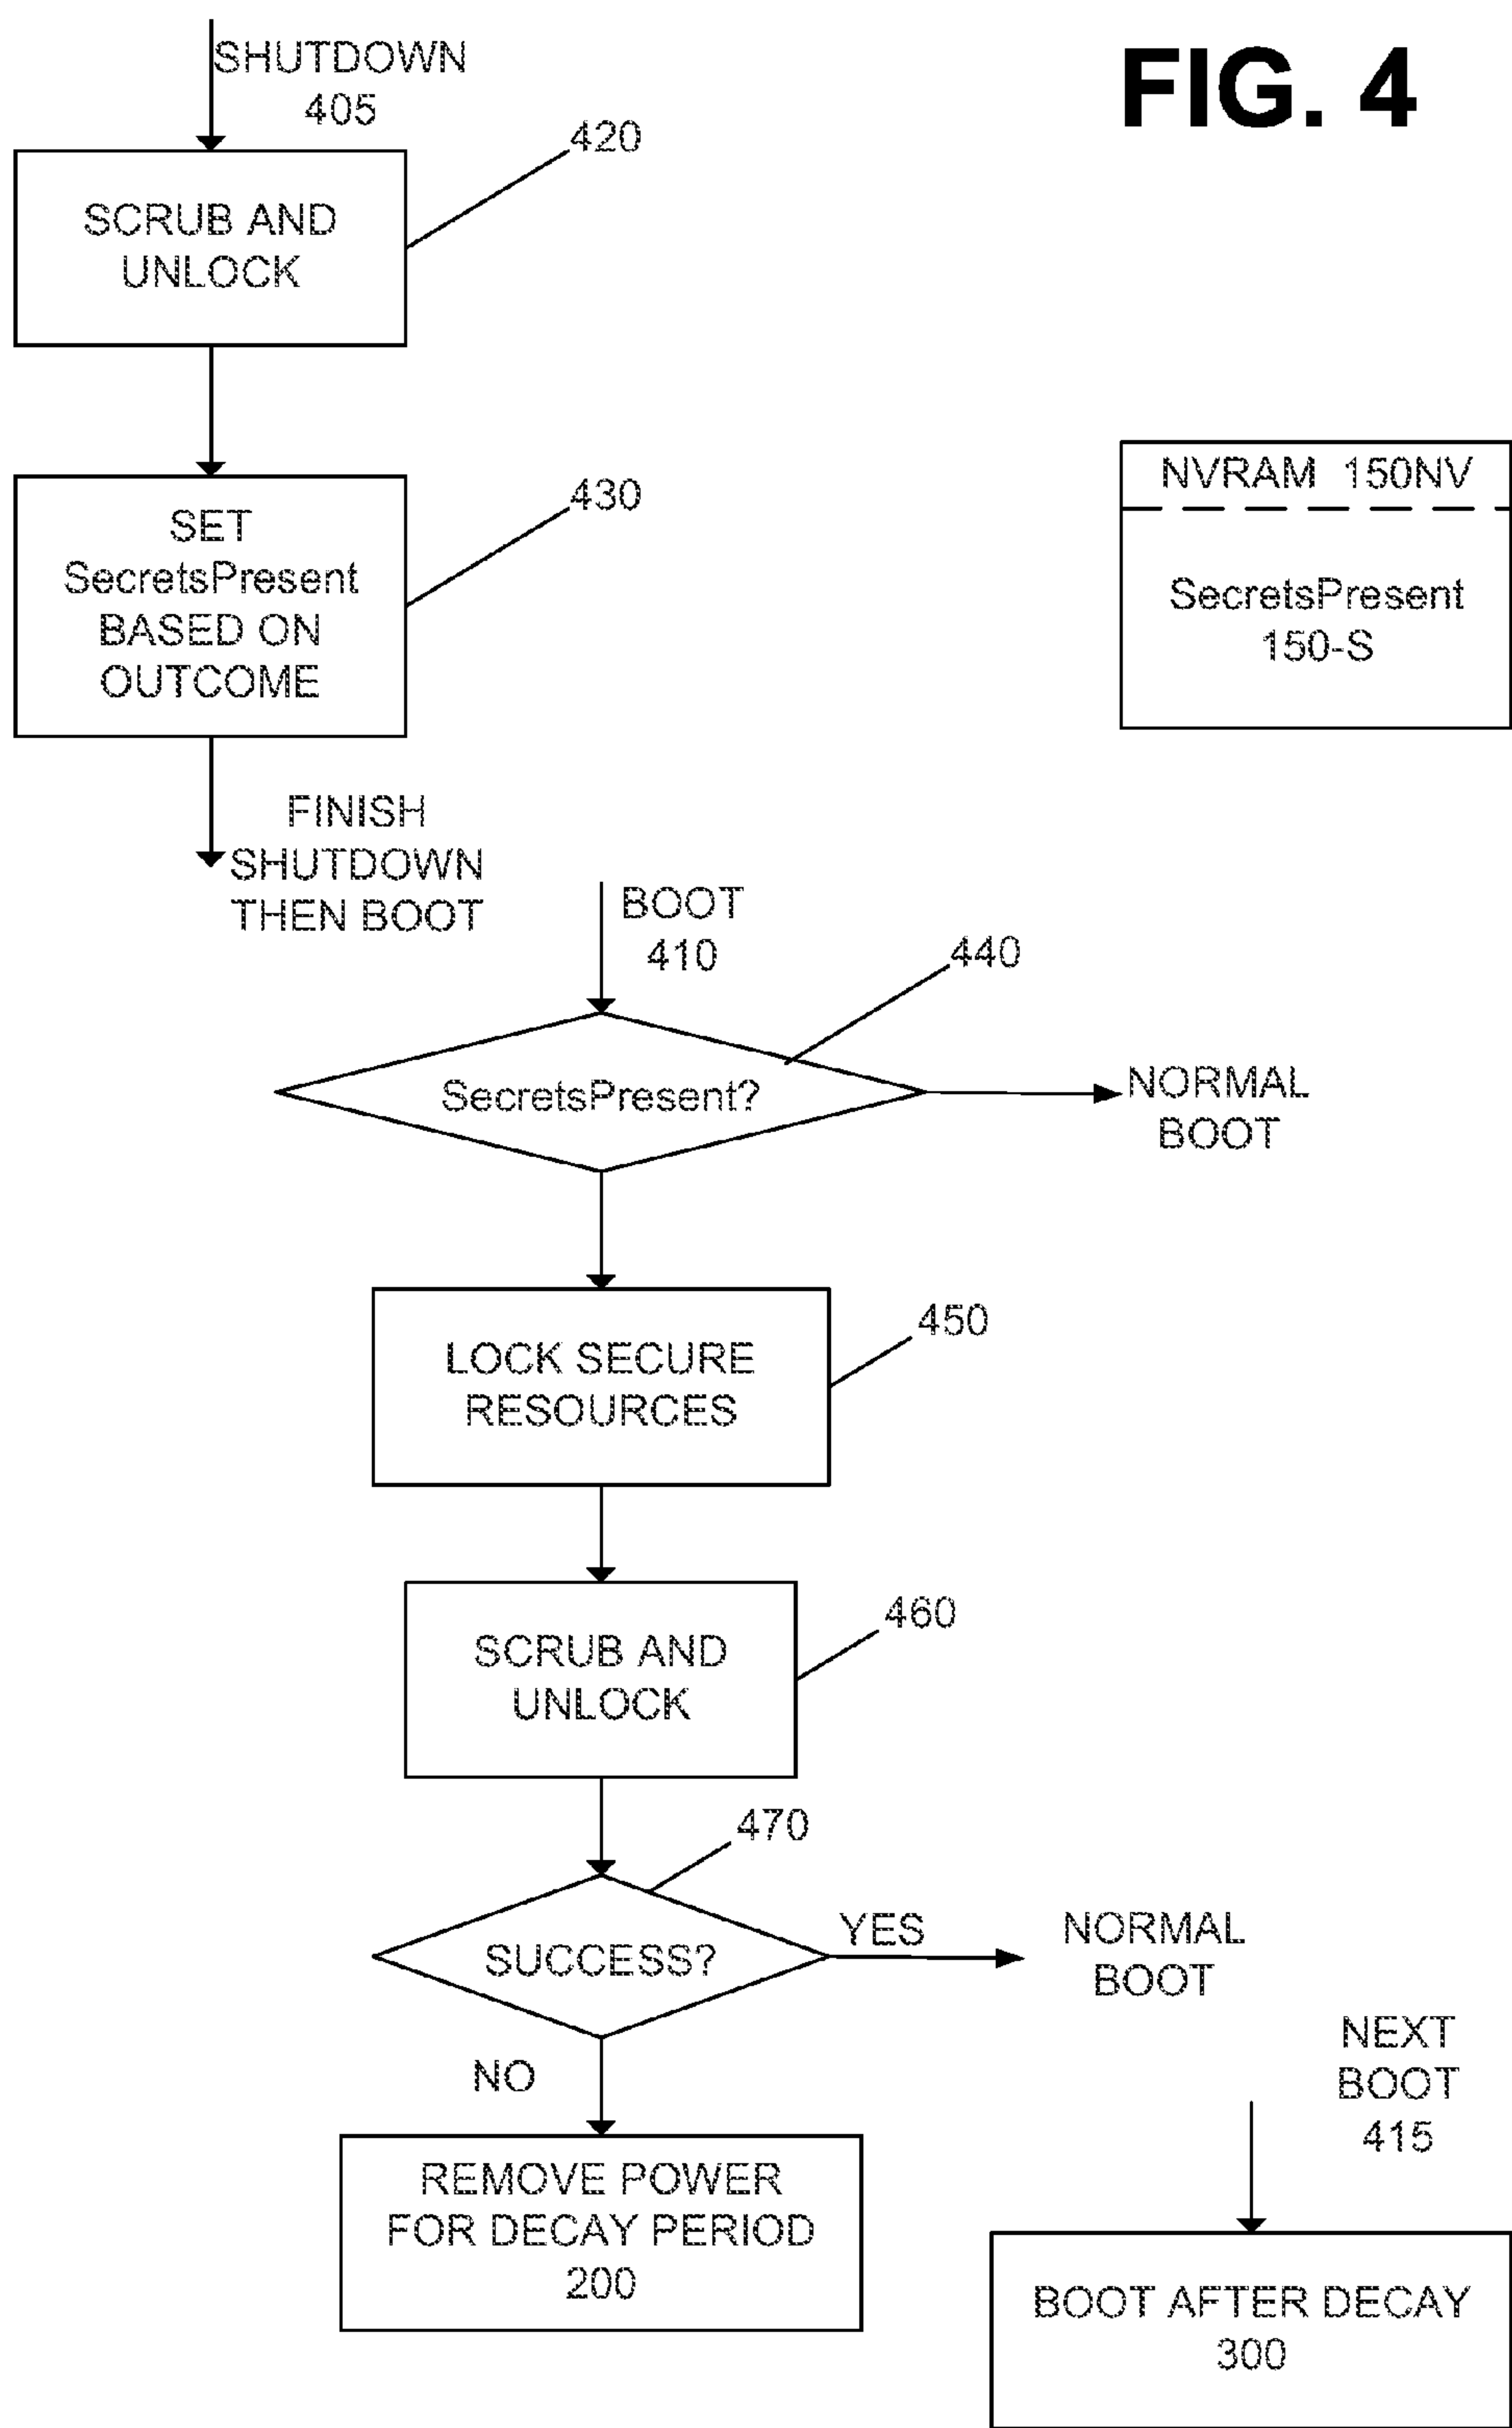 FIG. 4
SHUTDOWN
405
420
SCRUB AND
UNLOCK
430
SET
SecretsPresent
BASED ON
OUTCOME
NVRAM 150NV
SecretsPresent
150-S
FINISH
SHUTDOWN
THEN BOOT
BOOT
410
440
SecretsPresent?
NORMAL
BOOT
450
LOCK SECURE
RESOURCES
460
SCRUB AND
UNLOCK
470
SUCCESS?
YES
NORMAL
BOOT
NO
REMOVE POWER
FOR DECAY PERIOD
200
NEXT
BOOT
415
BOOT AFTER DECAY
300